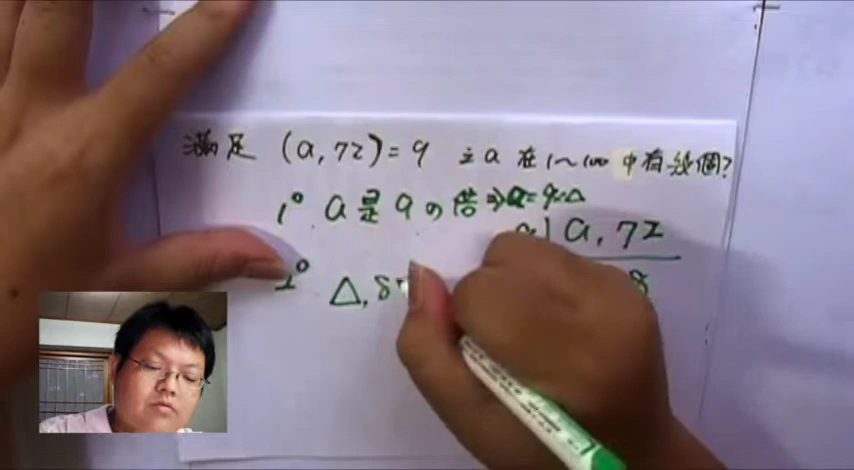 滿足 (a,72)=9 之a 在1~100 中有幾個?
1° a是9の倍⇒a=9×△
9 | a, 72
8
2° △, 8